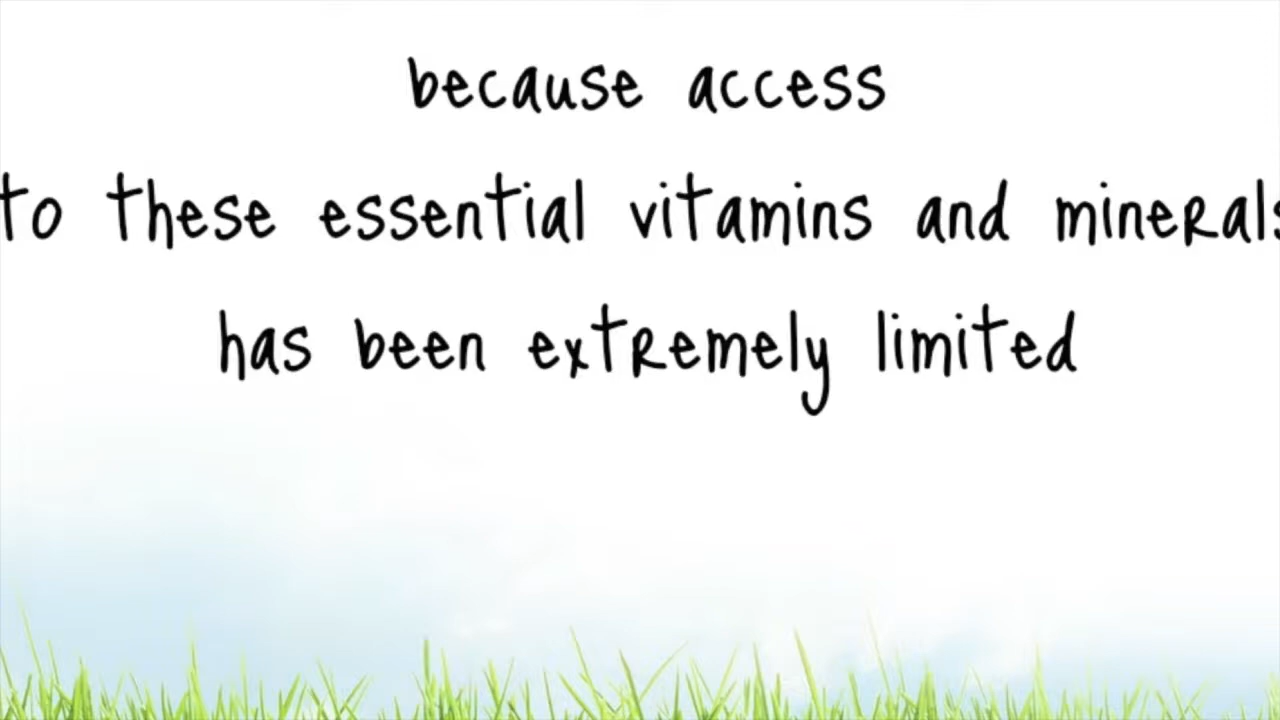 because access
to these essential vitamins and minerals
has been extremely limited